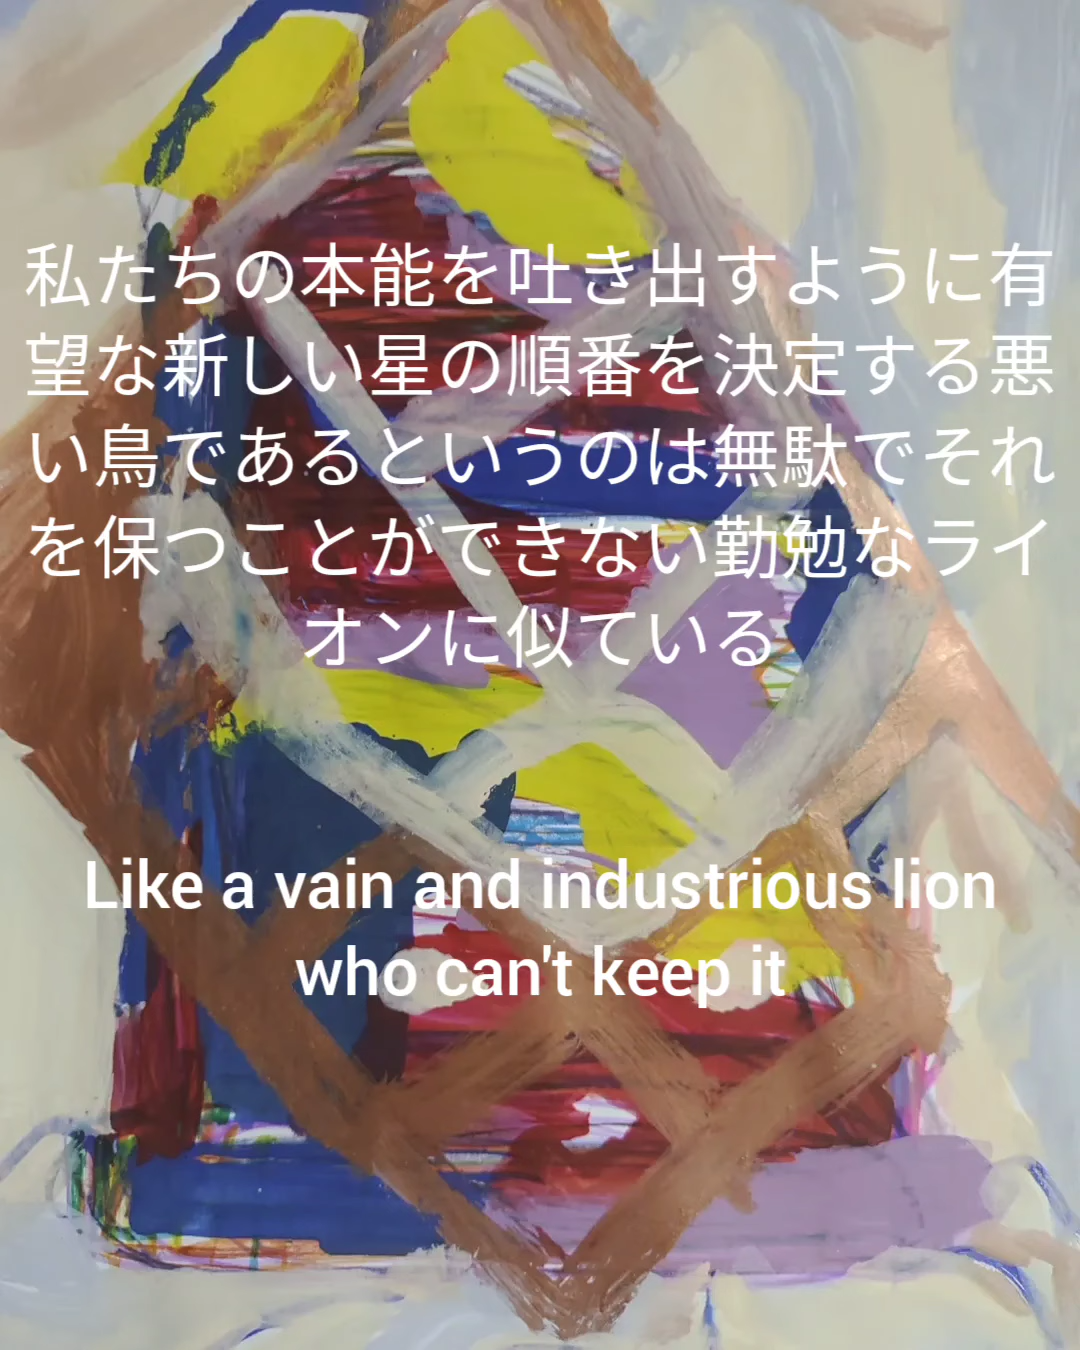 私たちの本能を吐き出すように有
望な新しい星の順番を決定する悪
い鳥であるというのは無駄でそれ
を保つことができない勤勉なライ
オンに似ている
Like a vain and industrious lion
who can't keep it